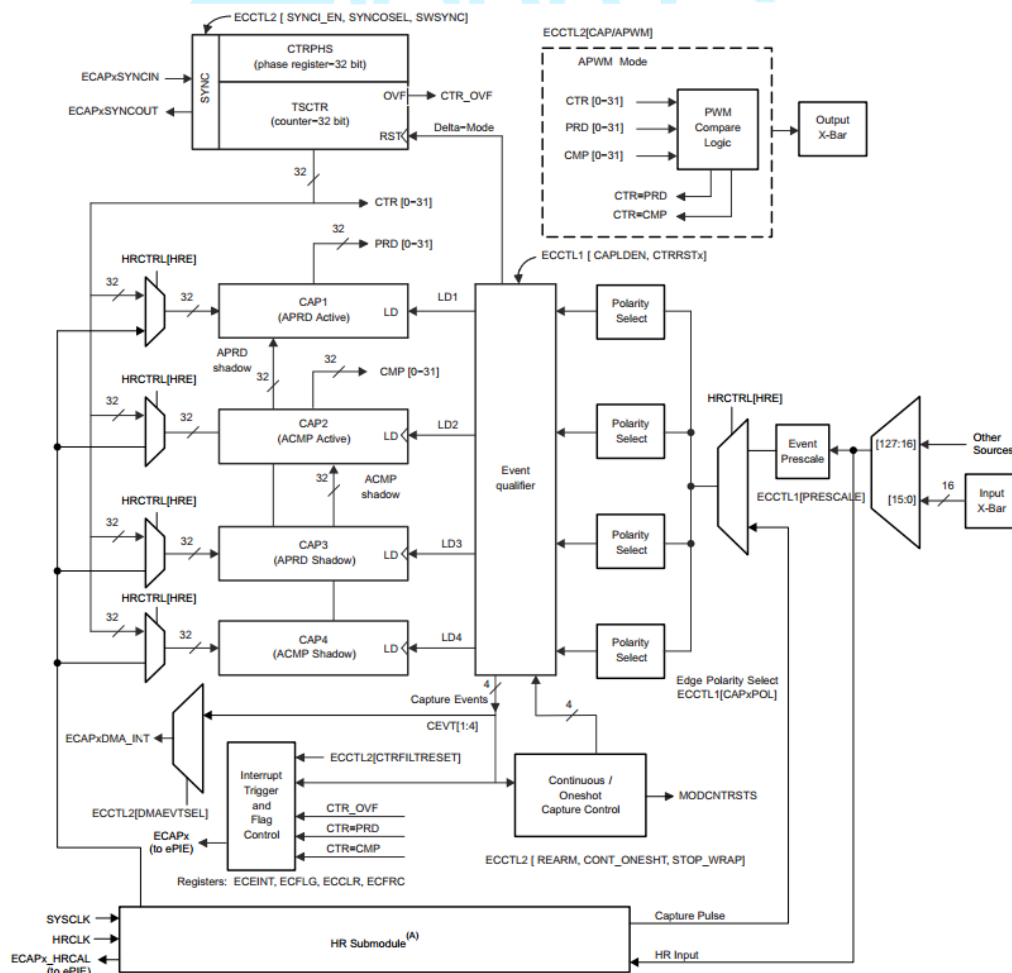 ECCTL2 [ SYNCI_EN, SYNCOSEL, SWSYNC]
ECCTL2[CAP/APWM]
CTRPHS
(phase register−32 bit)
SYNC
APWM Mode
ECAPxSYNCIN
OVF
CTR_OVF
CTR [0−31]
PWM
Compare
Logic
ECAPxSYNCOUT
TSCTR
(counter−32 bit)
PRD [0−31]
Output
X-Bar
RST
Delta−Mode
CMP [0−31]
32
CTR=PRD
CTR [0−31]
CTR=CMP
32
PRD [0−31]
HRCTRL[HRE]
ECCTL1 [ CAPLDEN, CTRRSTx]
32
32
CAP1
(APRD Active)
LD
LD1
Polarity
Select
APRD
shadow
32
32
CMP [0−31]
HRCTRL[HRE]
HRCTRL[HRE]
32
32
CAP2
(ACMP Active)
LD
LD2
Polarity
Select
Event
Prescale
[127:16]
Other
Sources
32
ACMP
shadow
Event
qualifier
ECCTL1[PRESCALE]
[15:0]
16
Input
X-Bar
HRCTRL[HRE]
32
32
CAP3
(APRD Shadow)
LD
LD3
Polarity
Select
HRCTRL[HRE]
32
32
CAP4
(ACMP Shadow)
LD
LD4
Polarity
Select
Edge Polarity Select
ECCTL1[CAPxPOL]
4
Capture Events
4
CEVT[1:4]
ECAPxDMA_INT
ECCTL2[CTRFILTRESET]
Interrupt
Trigger
and
Flag
Control
Continuous /
Oneshot
Capture Control
MODCNTRSTS
ECCTL2[DMAEVTSEL]
CTR_OVF
ECAPx
(to ePIE)
CTR=PRD
CTR=CMP
ECCTL2 [ REARM, CONT_ONESHT, STOP_WRAP]
Registers: ECEINT, ECFLG, ECCLR, ECFRC
SYSCLK
Capture Pulse
HRCLK
HR Submodule(A)
ECAPx_HRCAL
(to ePIE)
HR Input